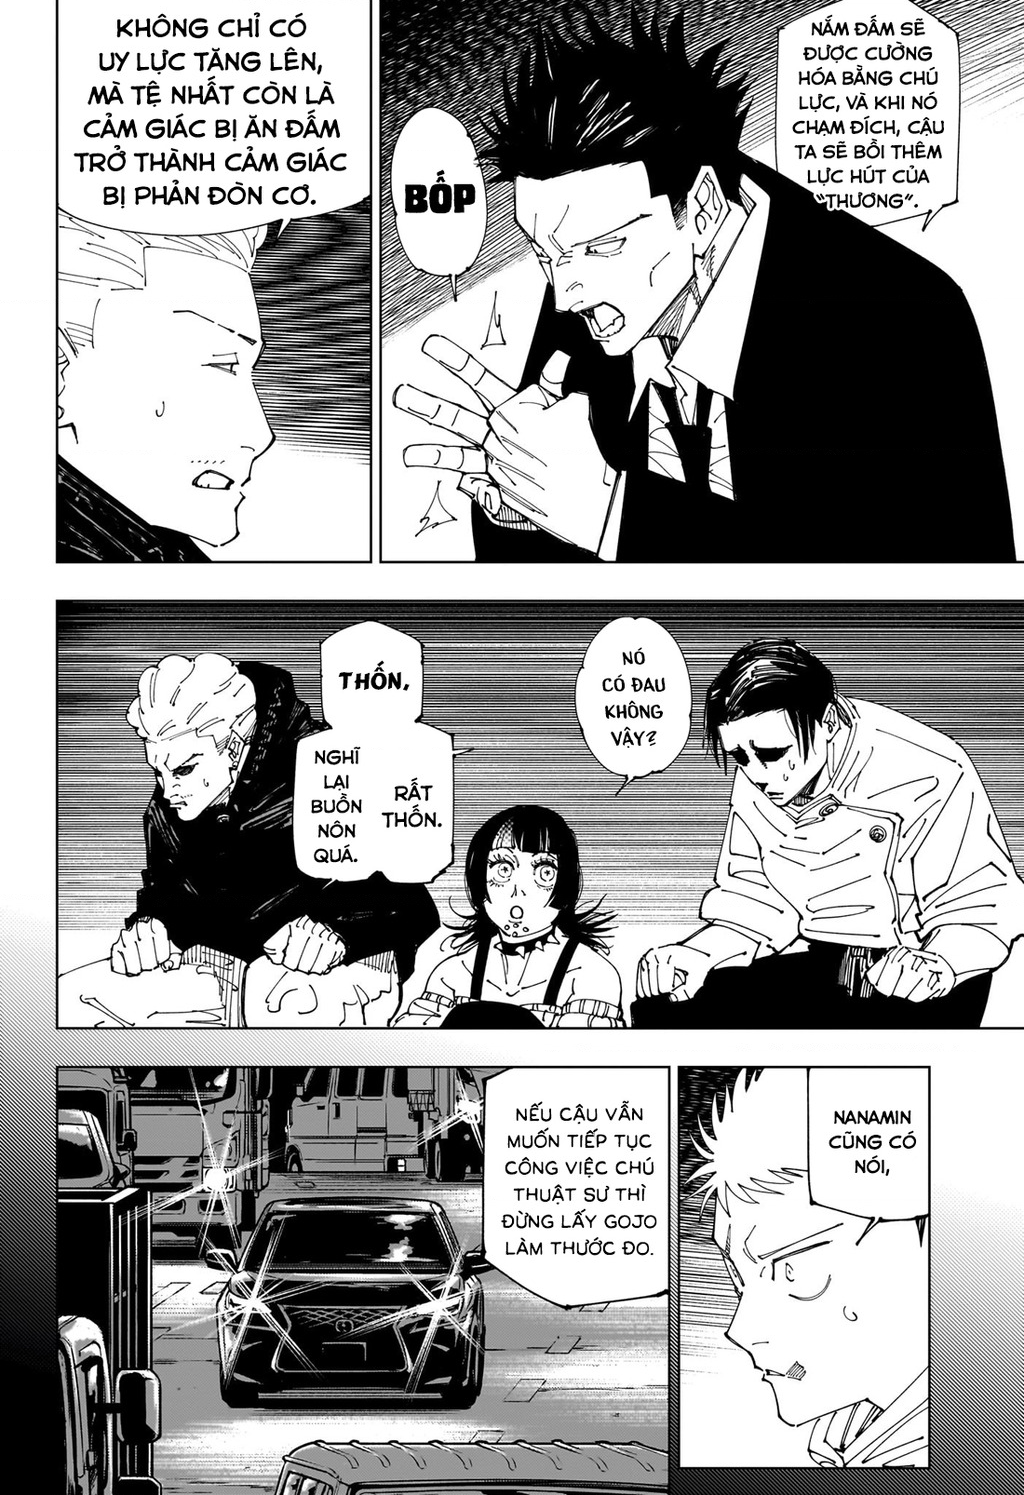 NẮM ĐẤM SẼ
ĐƯỢC CƯỜNG
HÓA BẰNG CHÚ
LỰC, VÀ KHI NÓ
CHẠM ĐÍCH, CẬU
TA SẼ BỒI THÊM
LỰC HÚT CỦA
“THƯƠNG”.
BỐP
KHÔNG CHỈ CÓ
UY LỰC TĂNG LÊN,
MÀ TỆ NHẤT CÒN LÀ
CẢM GIÁC BỊ ĂN ĐẤM
TRỞ THÀNH CẢM GIÁC
BỊ PHẢN ĐÒN CƠ.
NÓ
CÓ ĐAU
KHÔNG
VẬY?
THỐN,
RẤT
THỐN.
NGHĨ
LẠI
BUỒN
NÔN
QUÁ.
NANAMIN
CŨNG CÓ
NÓI,
NẾU CẬU VẪN
MUỐN TIẾP TỤC
CÔNG VIỆC CHÚ
THUẬT SƯ THÌ
ĐỪNG LẤY GOJO
LÀM THƯỚC ĐO.